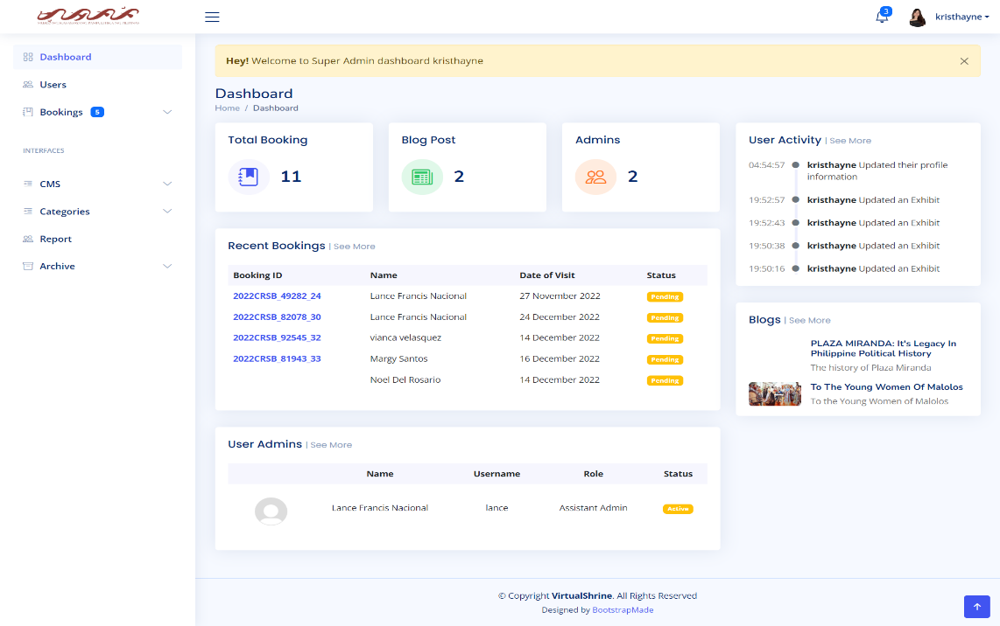 3
kristhayne
Dashboard
Users
Bookings 5
INTERFACES
CMS
Categories
Report
Archive
Hey! Welcome to Super Admin dashboard kristhayne
Dashboard
Home / Dashboard
Total Booking
11
Blog Post
2
Admins
2
Recent Bookings | See More
Booking ID Name Date of Visit Status
2022CRSB_49282_24 Lance Francis Nacional 27 November 2022 Pending
2022CRSB_82078_30 Lance Francis Nacional 24 December 2022 Pending
2022CRSB_92545_32 vianca velasquez 14 December 2022 Pending
2022CRSB_81943_33 Margy Santos 16 December 2022 Pending
Noel Del Rosario 14 December 2022 Pending
User Admins | See More
Name Username Role Status
Lance Francis Nacional lance Assistant Admin Active
User Activity | See More
04:54:57 kristhayne Updated their profile
information
19:52:57 kristhayne Updated an Exhibit
19:52:43 kristhayne Updated an Exhibit
19:50:38 kristhayne Updated an Exhibit
19:50:16 kristhayne Updated an Exhibit
Blogs | See More
PLAZA MIRANDA: It's Legacy In
Philippine Political History
The history of Plaza Miranda
To The Young Women Of Malolos
To the Young Women of Malolos
© Copyright VirtualShrine. All Rights Reserved
Designed by BootstrapMade